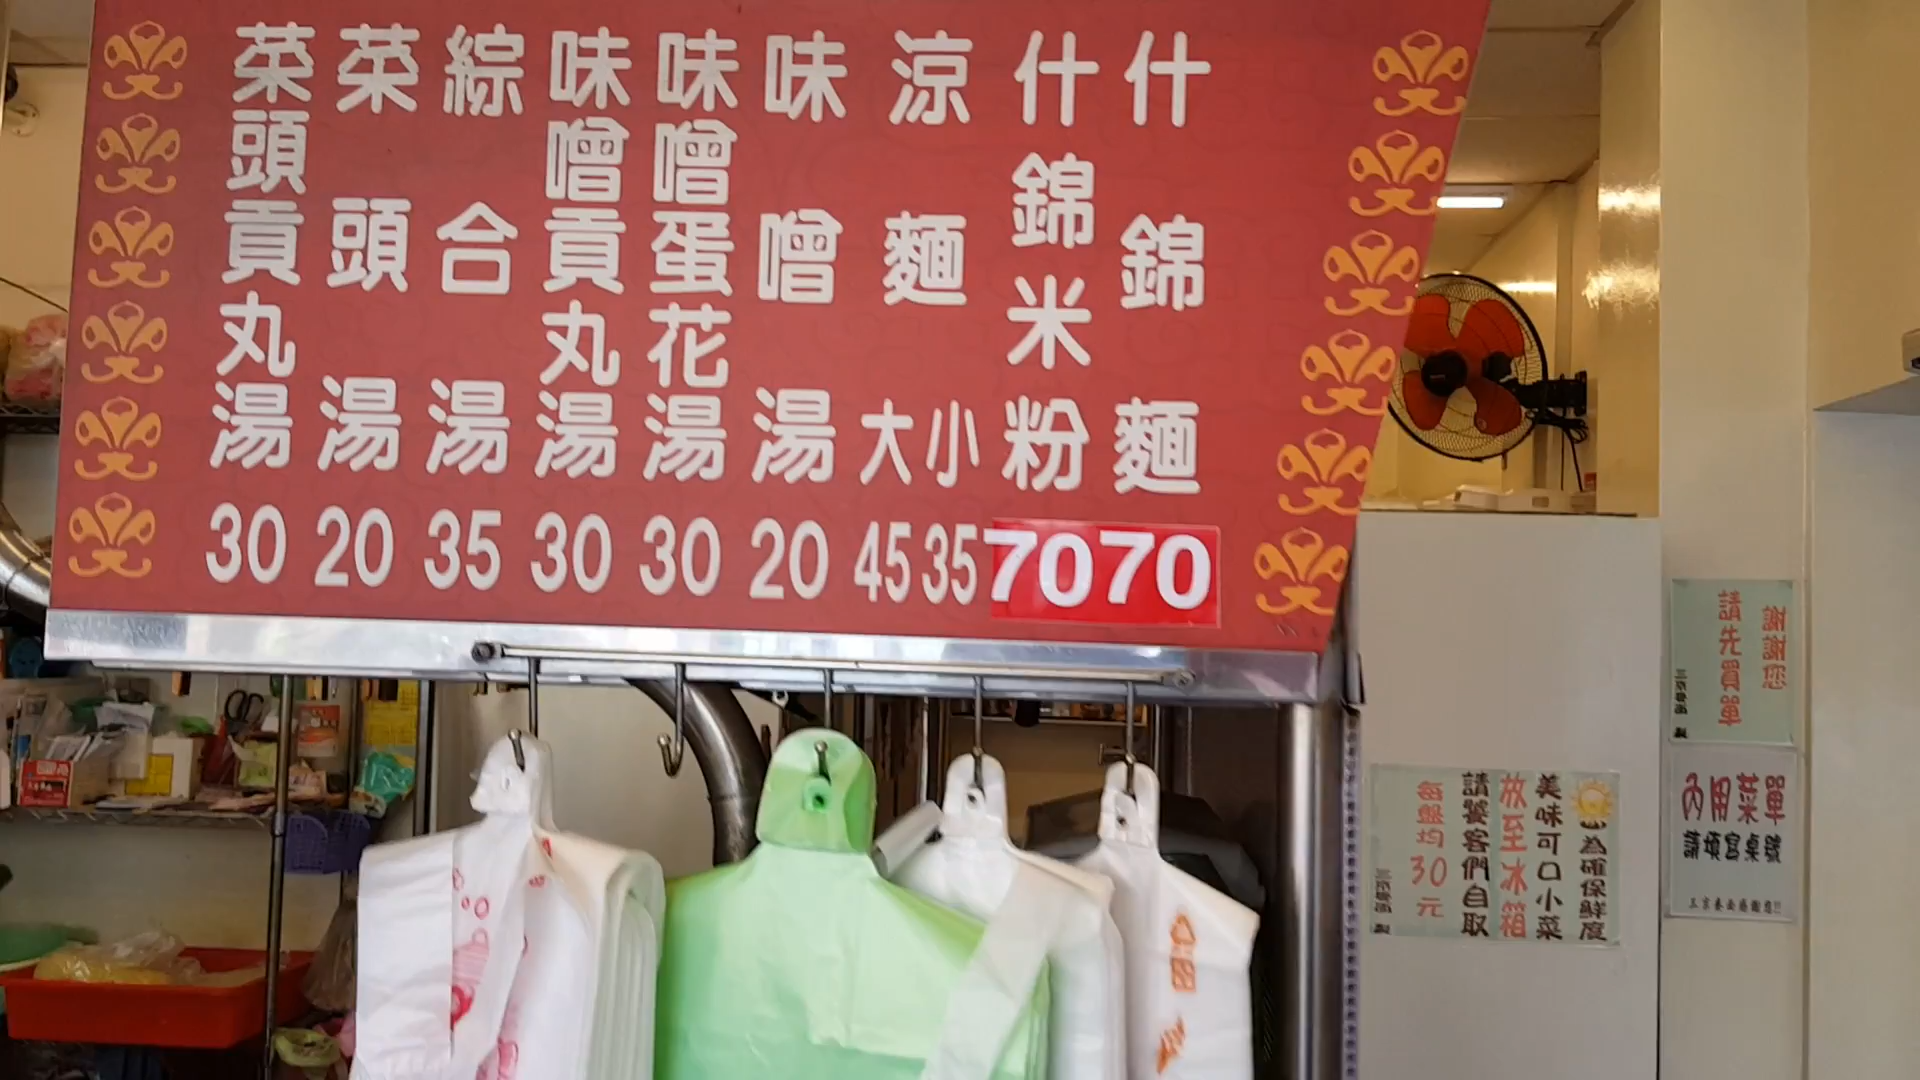 什錦麵 70
什錦米粉 70
涼麵 大 45 小 35
味噌湯 20
味噌蛋花湯 30
味噌貢丸湯 30
綜合湯 35
菜頭湯 20
菜頭貢丸湯 30
謝謝您
請先買單
內用菜單
請填寫桌號
為確保鮮度
美味可口小菜
放至冰箱
請饕客們自取
每盤均30元